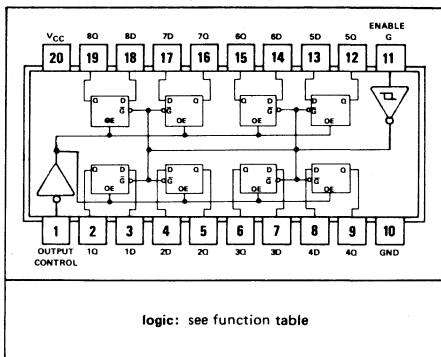 ENABLE
VCC 8Q 8D 7D 7Q 6Q 6D 5D 5Q G
20 19 18 17 16 15 14 13 12 11
Q D Q D Q D Q D
G̅ G̅ G̅ G̅
OE OE OE OE
Q D Q D Q D Q D
G̅ G̅ G̅ G̅
OE OE OE OE
1 2 3 4 5 6 7 8 9 10
OUTPUT 1Q 1D 2D 2Q 3Q 3D 4D 4Q GND
CONTROL
logic: see function table